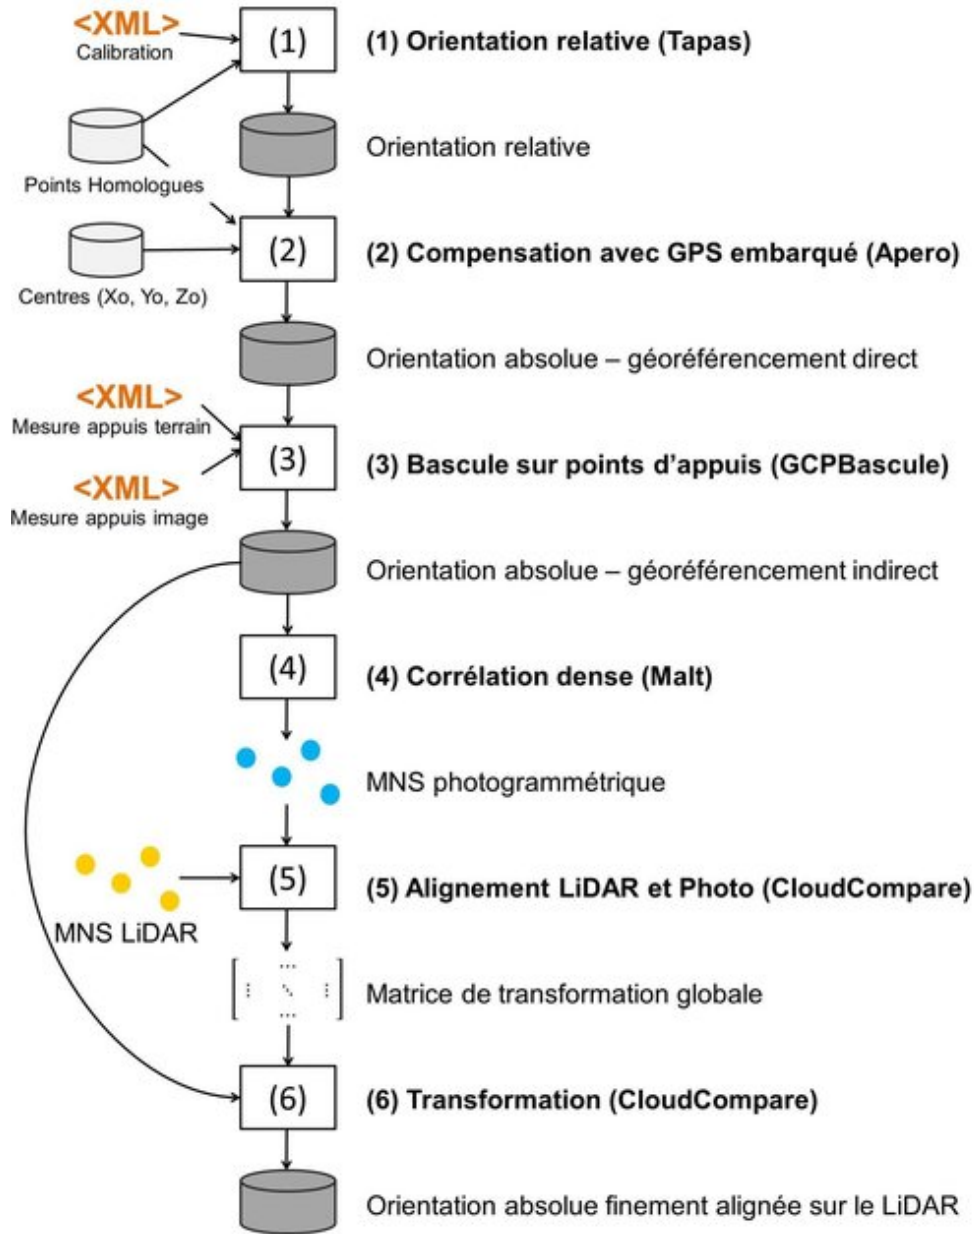 <XML>
Calibration
(1)
(1) Orientation relative (Tapas)
Orientation relative
Points Homologues
(2)
(2) Compensation avec GPS embarqué (Apero)
Centres (Xo, Yo, Zo)
Orientation absolue – géoréférencement direct
<XML>
Mesure appuis terrain
(3)
(3) Bascule sur points d'appuis (GCPBascule)
<XML>
Mesure appuis image
Orientation absolue – géoréférencement indirect
(4)
(4) Corrélation dense (Malt)
MNS photogrammétrique
(5)
(5) Alignement LiDAR et Photo (CloudCompare)
MNS LiDAR
Matrice de transformation globale
(6)
(6) Transformation (CloudCompare)
Orientation absolue finement alignée sur le LiDAR